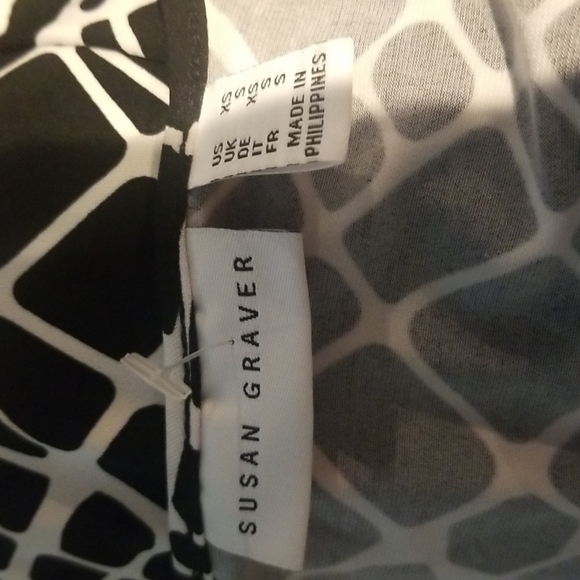 US XS
UK S
DE XS
IT S
FR S
MADE IN
PHILIPPINES
SUSAN GRAVER